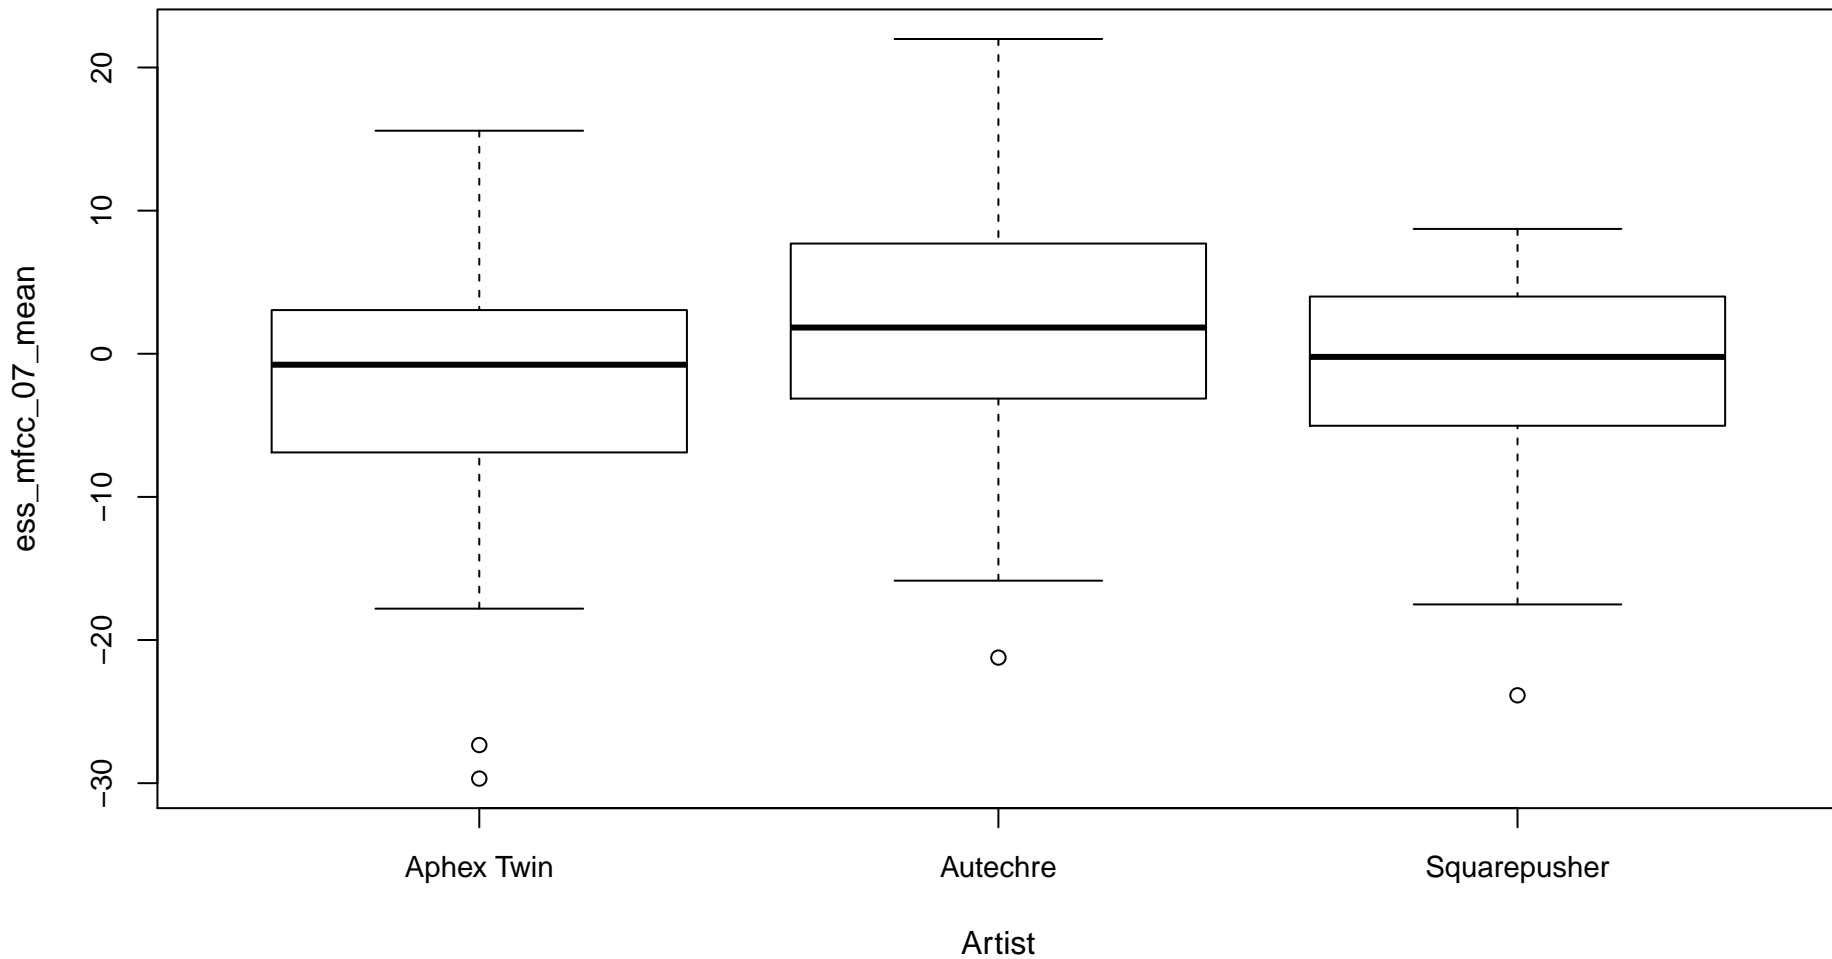 ess_mfcc_07_mean
20
10
0
−10
−20
−30
Aphex Twin
Autechre
Squarepusher
Artist